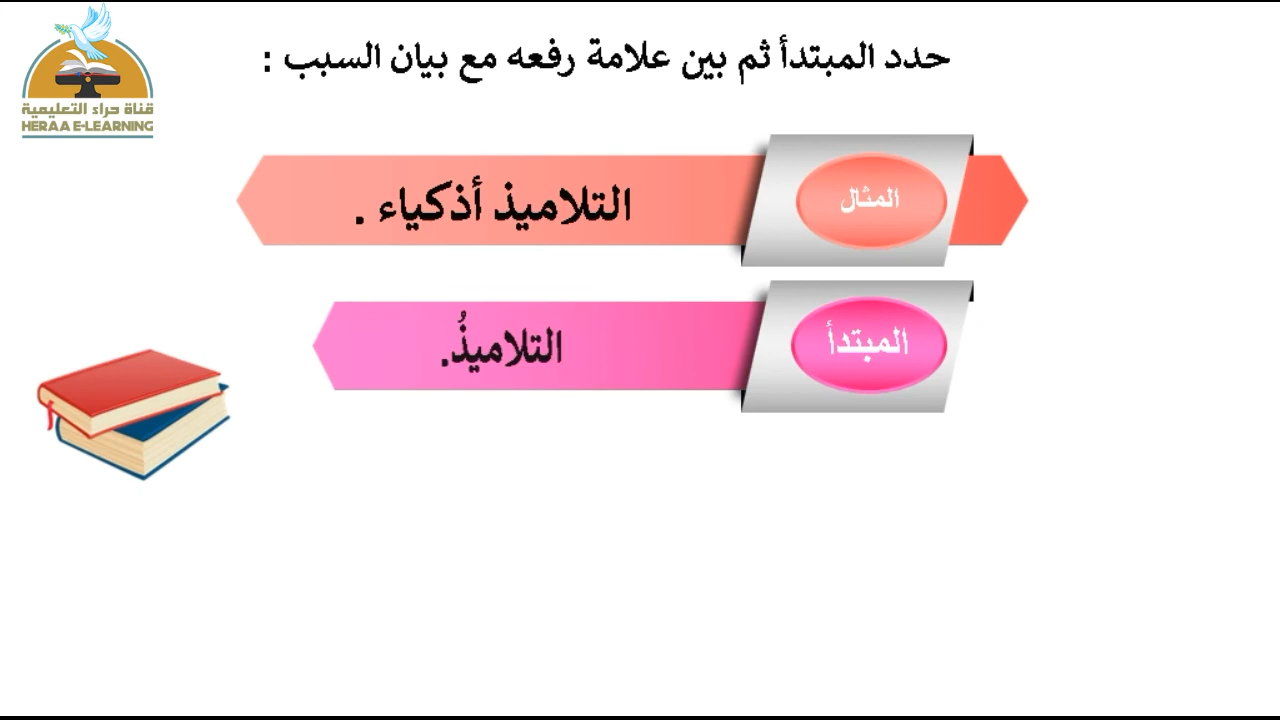 قناة حراء التعليمية
HERAA E-LEARNING
حدد المبتدأ ثم بين علامة رفعه مع بيان السبب :
المثال
التلاميذ أذكياء .
المبتدأ
التلاميذُ.